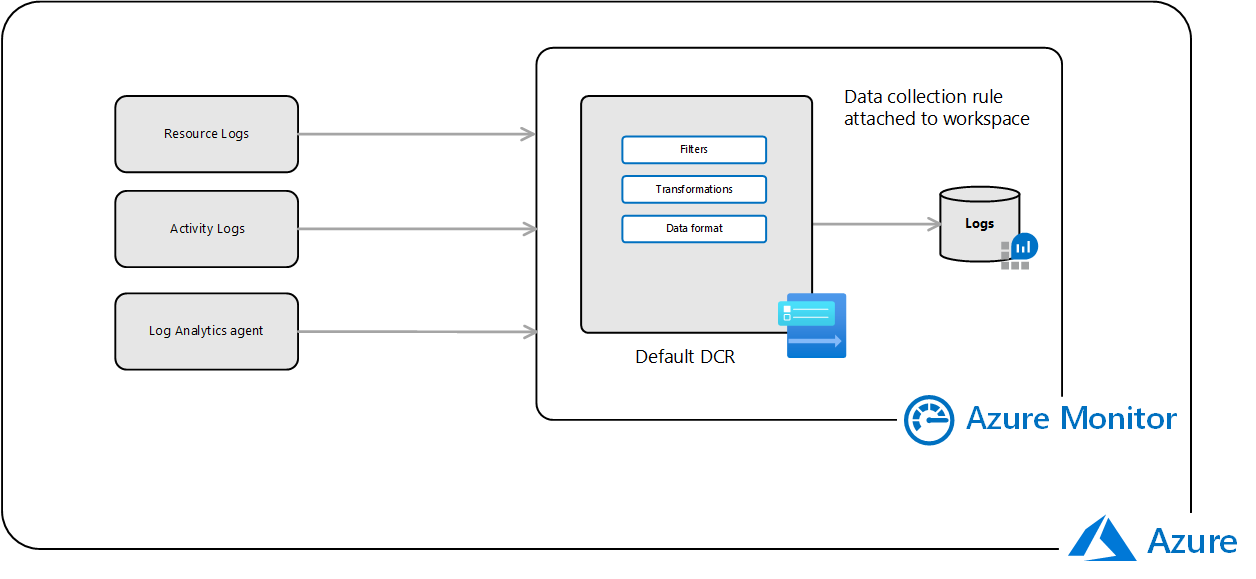 Resource Logs
Activity Logs
Log Analytics agent
Filters
Transformations
Data format
Default DCR
Data collection rule
attached to workspace
Logs
Azure Monitor
Azure